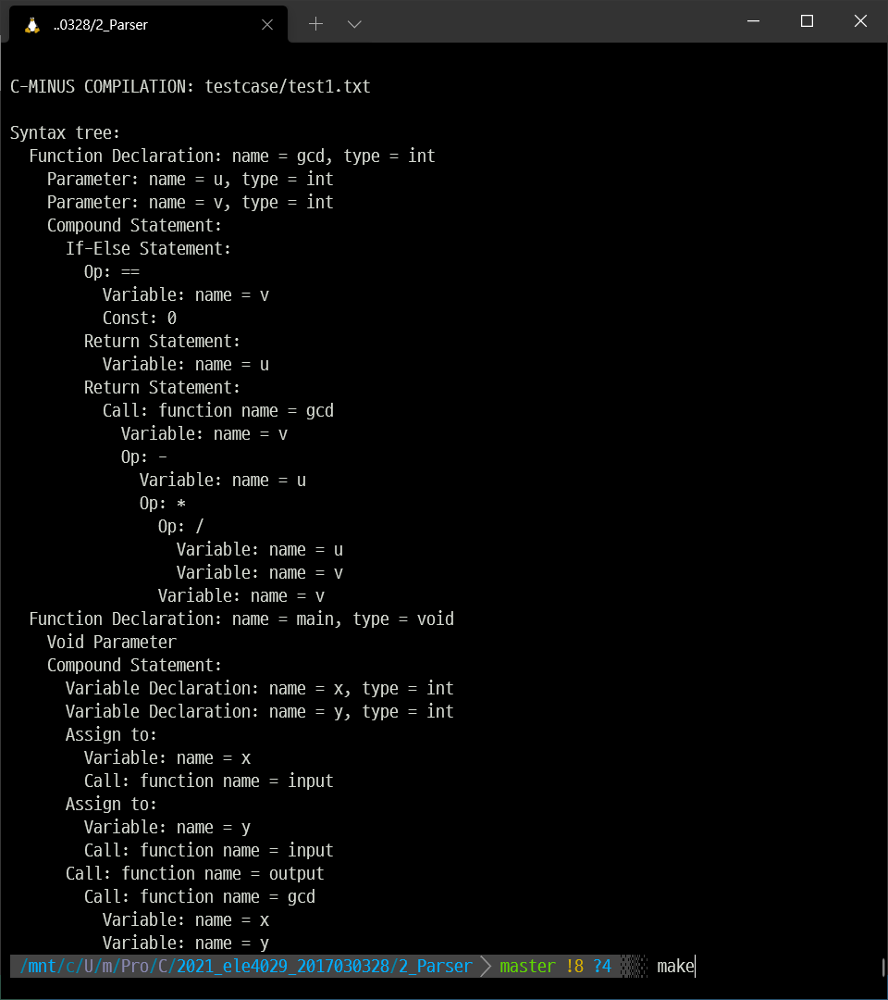 ..0328/2_Parser
C-MINUS COMPILATION: testcase/test1.txt
Syntax tree:
  Function Declaration: name = gcd, type = int
    Parameter: name = u, type = int
    Parameter: name = v, type = int
    Compound Statement:
      If-Else Statement:
        Op: ==
          Variable: name = v
          Const: 0
        Return Statement:
          Variable: name = u
        Return Statement:
          Call: function name = gcd
            Variable: name = v
            Op: -
              Variable: name = u
              Op: *
                Op: /
                  Variable: name = u
                  Variable: name = v
                Variable: name = v
  Function Declaration: name = main, type = void
    Void Parameter
    Compound Statement:
      Variable Declaration: name = x, type = int
      Variable Declaration: name = y, type = int
      Assign to:
        Variable: name = x
        Call: function name = input
      Assign to:
        Variable: name = y
        Call: function name = input
      Call: function name = output
        Call: function name = gcd
          Variable: name = x
          Variable: name = y
/mnt/c/U/m/Pro/C/2021_ele4029_2017030328/2_Parser master !8 ?4 make